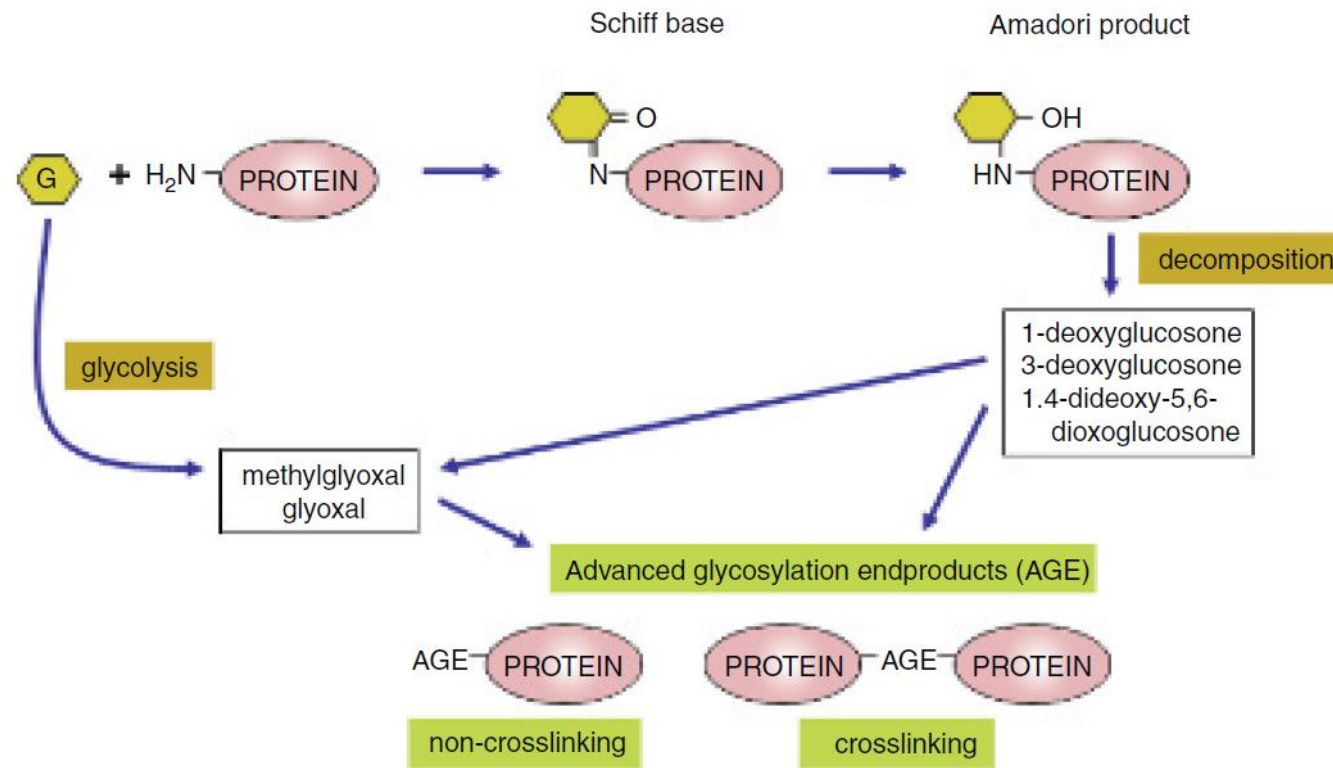 Schiff base
Amadori product
O
OH
G + H₂N PROTEIN
N PROTEIN
HN PROTEIN
decomposition
1-deoxyglucosone
3-deoxyglucosone
1.4-dideoxy-5,6-
dioxoglucosone
glycolysis
methylglyoxal
glyoxal
Advanced glycosylation endproducts (AGE)
AGE PROTEIN
PROTEIN AGE PROTEIN
non-crosslinking
crosslinking